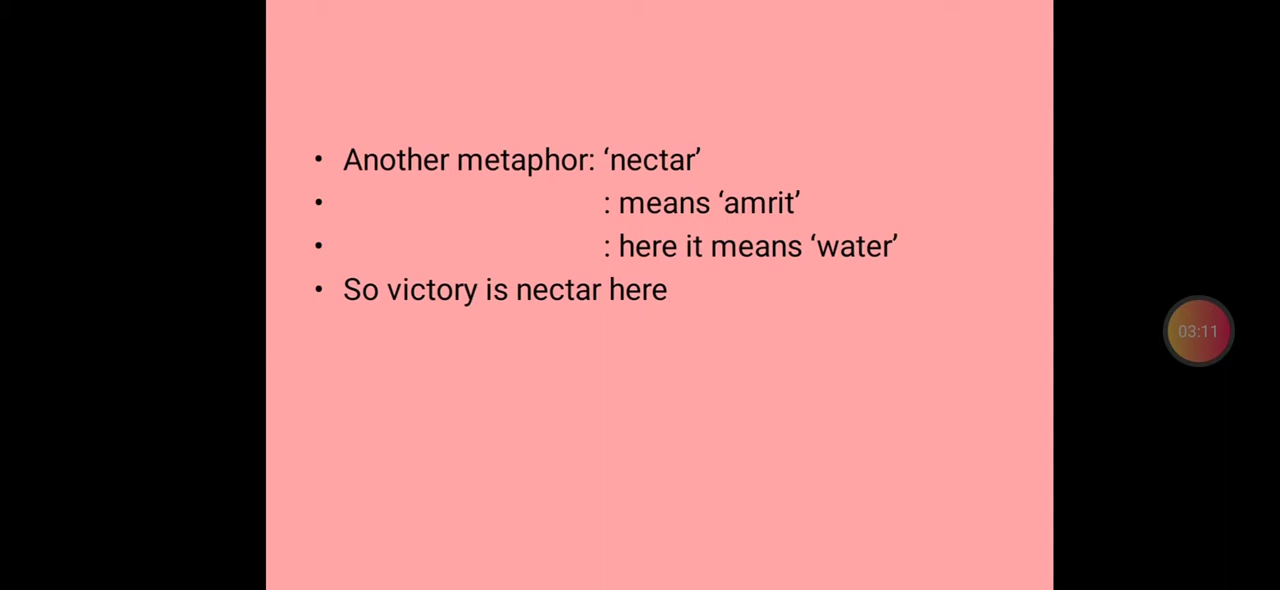 • Another metaphor: ‘nectar’
• : means ‘amrit’
• : here it means ‘water’
• So victory is nectar here
03:11